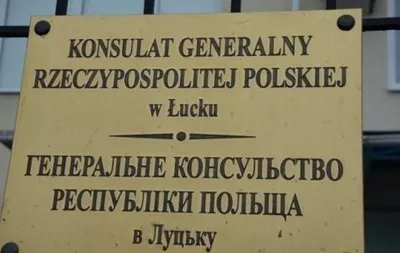 KONSULAT GENERALNY
RZECZYPOSPOLITEJ POLSKIEJ
w Łucku
ГЕНЕРАЛЬНЕ КОНСУЛЬСТВО
РЕСПУБЛІКИ ПОЛЬЩА
в Луцьку